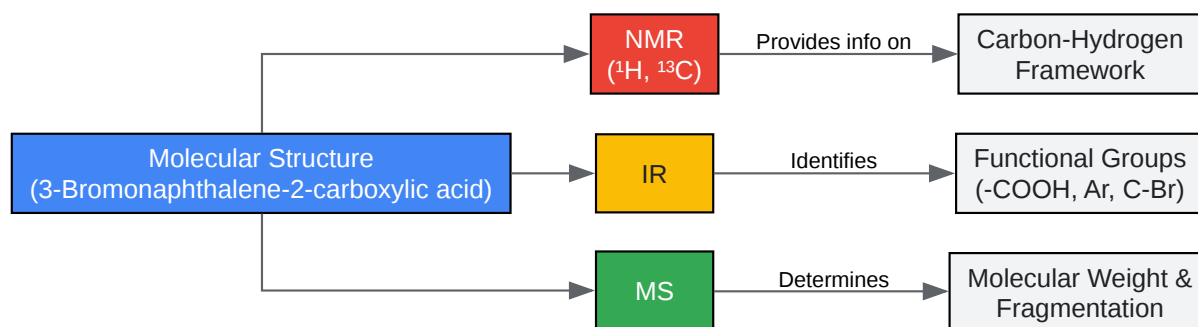 NMR
(¹H, ¹³C)
Provides info on
Carbon-Hydrogen
Framework
Molecular Structure
(3-Bromonaphthalene-2-carboxylic acid)
IR
Identifies
Functional Groups
(-COOH, Ar, C-Br)
MS
Determines
Molecular Weight &
Fragmentation